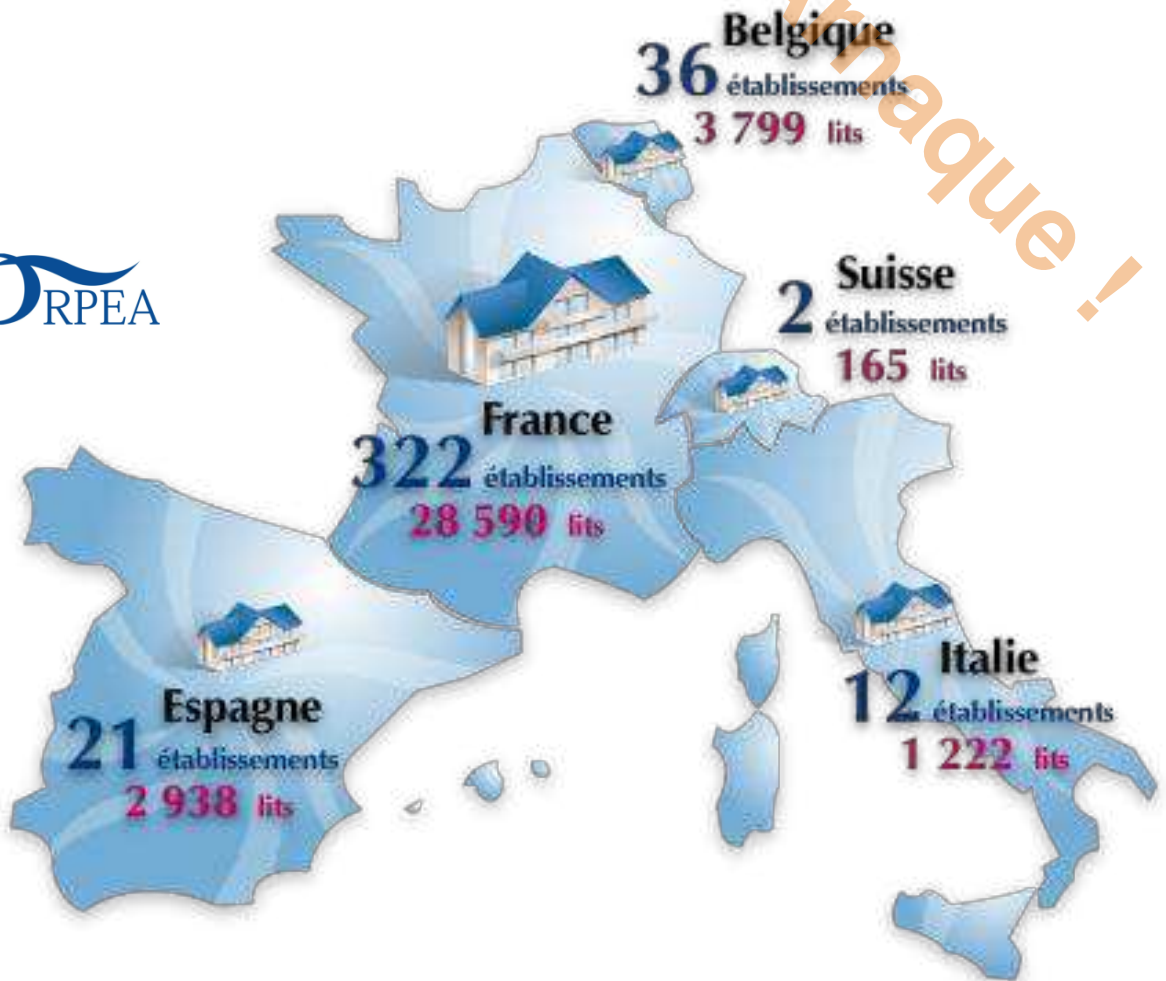 Belgique
36 établissements
3 799 lits
ORPEA
Suisse
2 établissements
165 lits
France
322 établissements
28 590 lits
Italie
12 établissements
1 222 lits
Espagne
21 établissements
2 938 lits
rnaque !